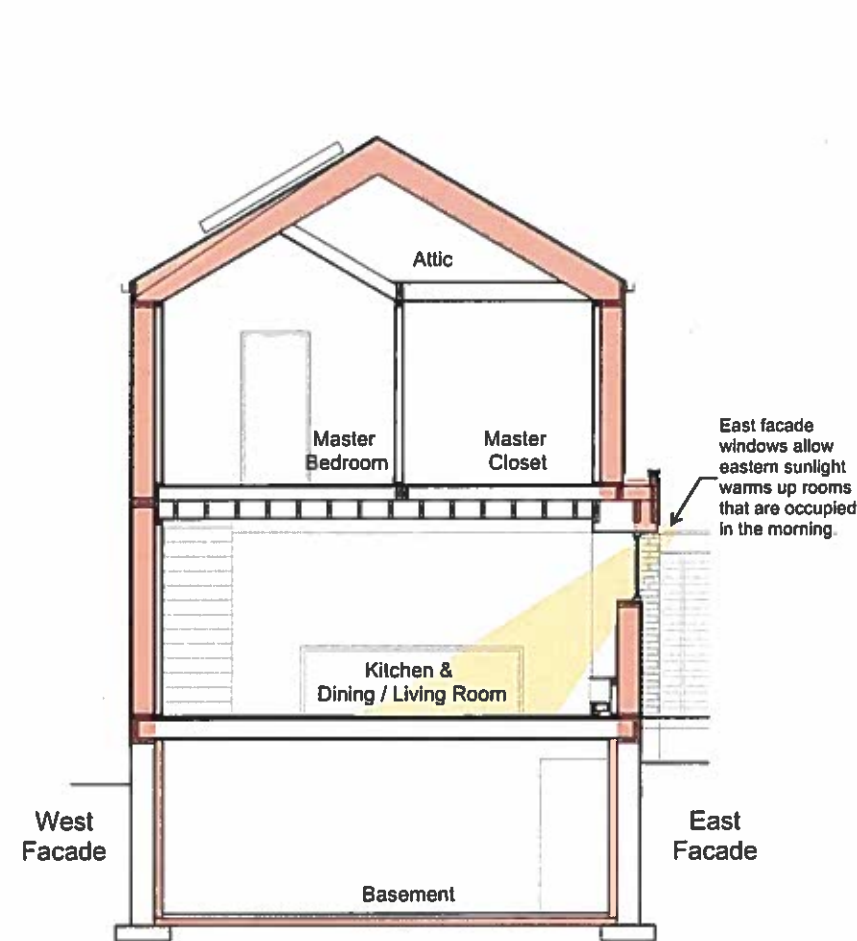 Attic
Master
Bedroom
Master
Closet
East facade
windows allow
eastern sunlight
warms up rooms
that are occupied
in the morning.
Kitchen &
Dining / Living Room
West
Facade
East
Facade
Basement